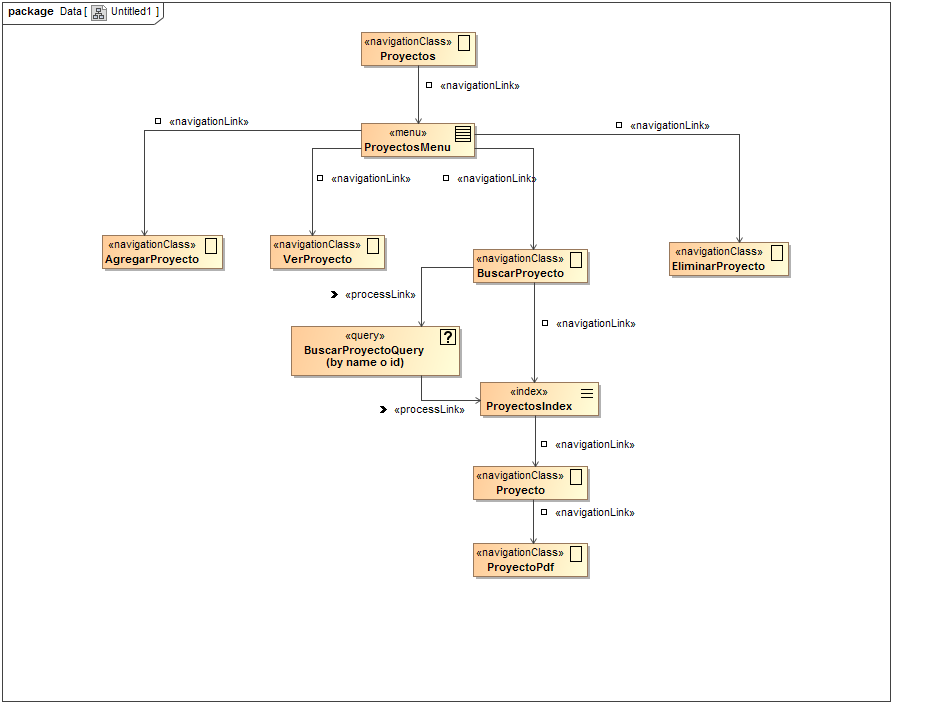 package Data [ Untitled1 ]
«navigationClass»
Proyectos
«navigationLink»
«navigationLink»
«navigationLink»
«menu»
ProyectosMenu
«navigationLink»
«navigationLink»
«navigationClass»
AgregarProyecto
«navigationClass»
VerProyecto
«navigationClass»
BuscarProyecto
«navigationClass»
EliminarProyecto
«processLink»
«navigationLink»
«query»
?
BuscarProyectoQuery
(by name o id)
«index»
ProyectosIndex
«processLink»
«navigationLink»
«navigationClass»
Proyecto
«navigationLink»
«navigationClass»
ProyectoPdf